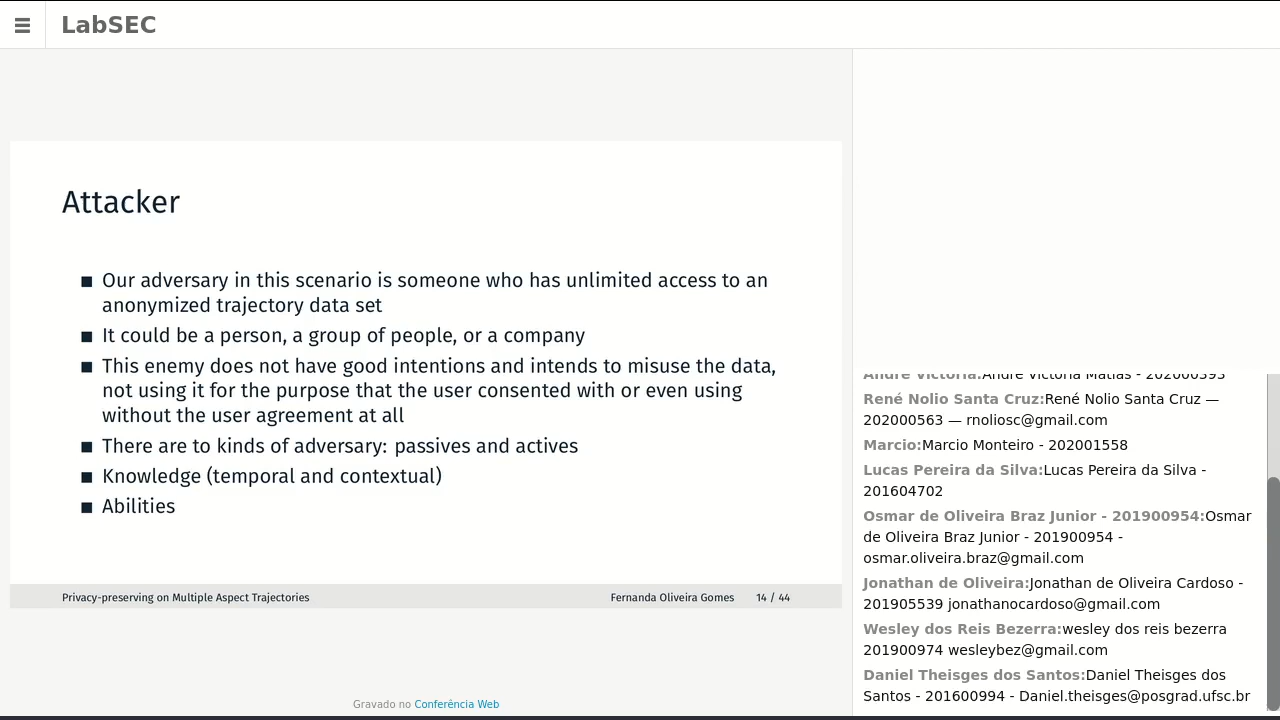 LabSEC
Attacker
■ Our adversary in this scenario is someone who has unlimited access to an
anonymized trajectory data set
■ It could be a person, a group of people, or a company
■ This enemy does not have good intentions and intends to misuse the data,
not using it for the purpose that the user consented with or even using
without the user agreement at all
■ There are to kinds of adversary: passives and actives
■ Knowledge (temporal and contextual)
■ Abilities
Privacy-preserving on Multiple Aspect Trajectories
Fernanda Oliveira Gomes
14 / 44
Gravado no Conferência Web
André Victória:André Victória Matias - 202000393
René Nolio Santa Cruz:René Nolio Santa Cruz —
202000563 — rnoliosc@gmail.com
Marcio:Marcio Monteiro - 202001558
Lucas Pereira da Silva:Lucas Pereira da Silva -
201604702
Osmar de Oliveira Braz Junior - 201900954:Osmar
de Oliveira Braz Junior - 201900954 -
osmar.oliveira.braz@gmail.com
Jonathan de Oliveira:Jonathan de Oliveira Cardoso -
201905539 jonathanocardoso@gmail.com
Wesley dos Reis Bezerra:wesley dos reis bezerra
201900974 wesleybez@gmail.com
Daniel Theisges dos Santos:Daniel Theisges dos
Santos - 201600994 - Daniel.theisges@posgrad.ufsc.br